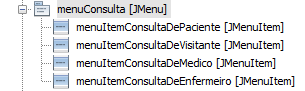 menuConsulta [JMenu]
menuItemConsultaDePaciente [JMenuItem]
menuItemConsultaDeVisitante [JMenuItem]
menuItemConsultaDeMedico [JMenuItem]
menuItemConsultaDeEnfermeiro [JMenuItem]